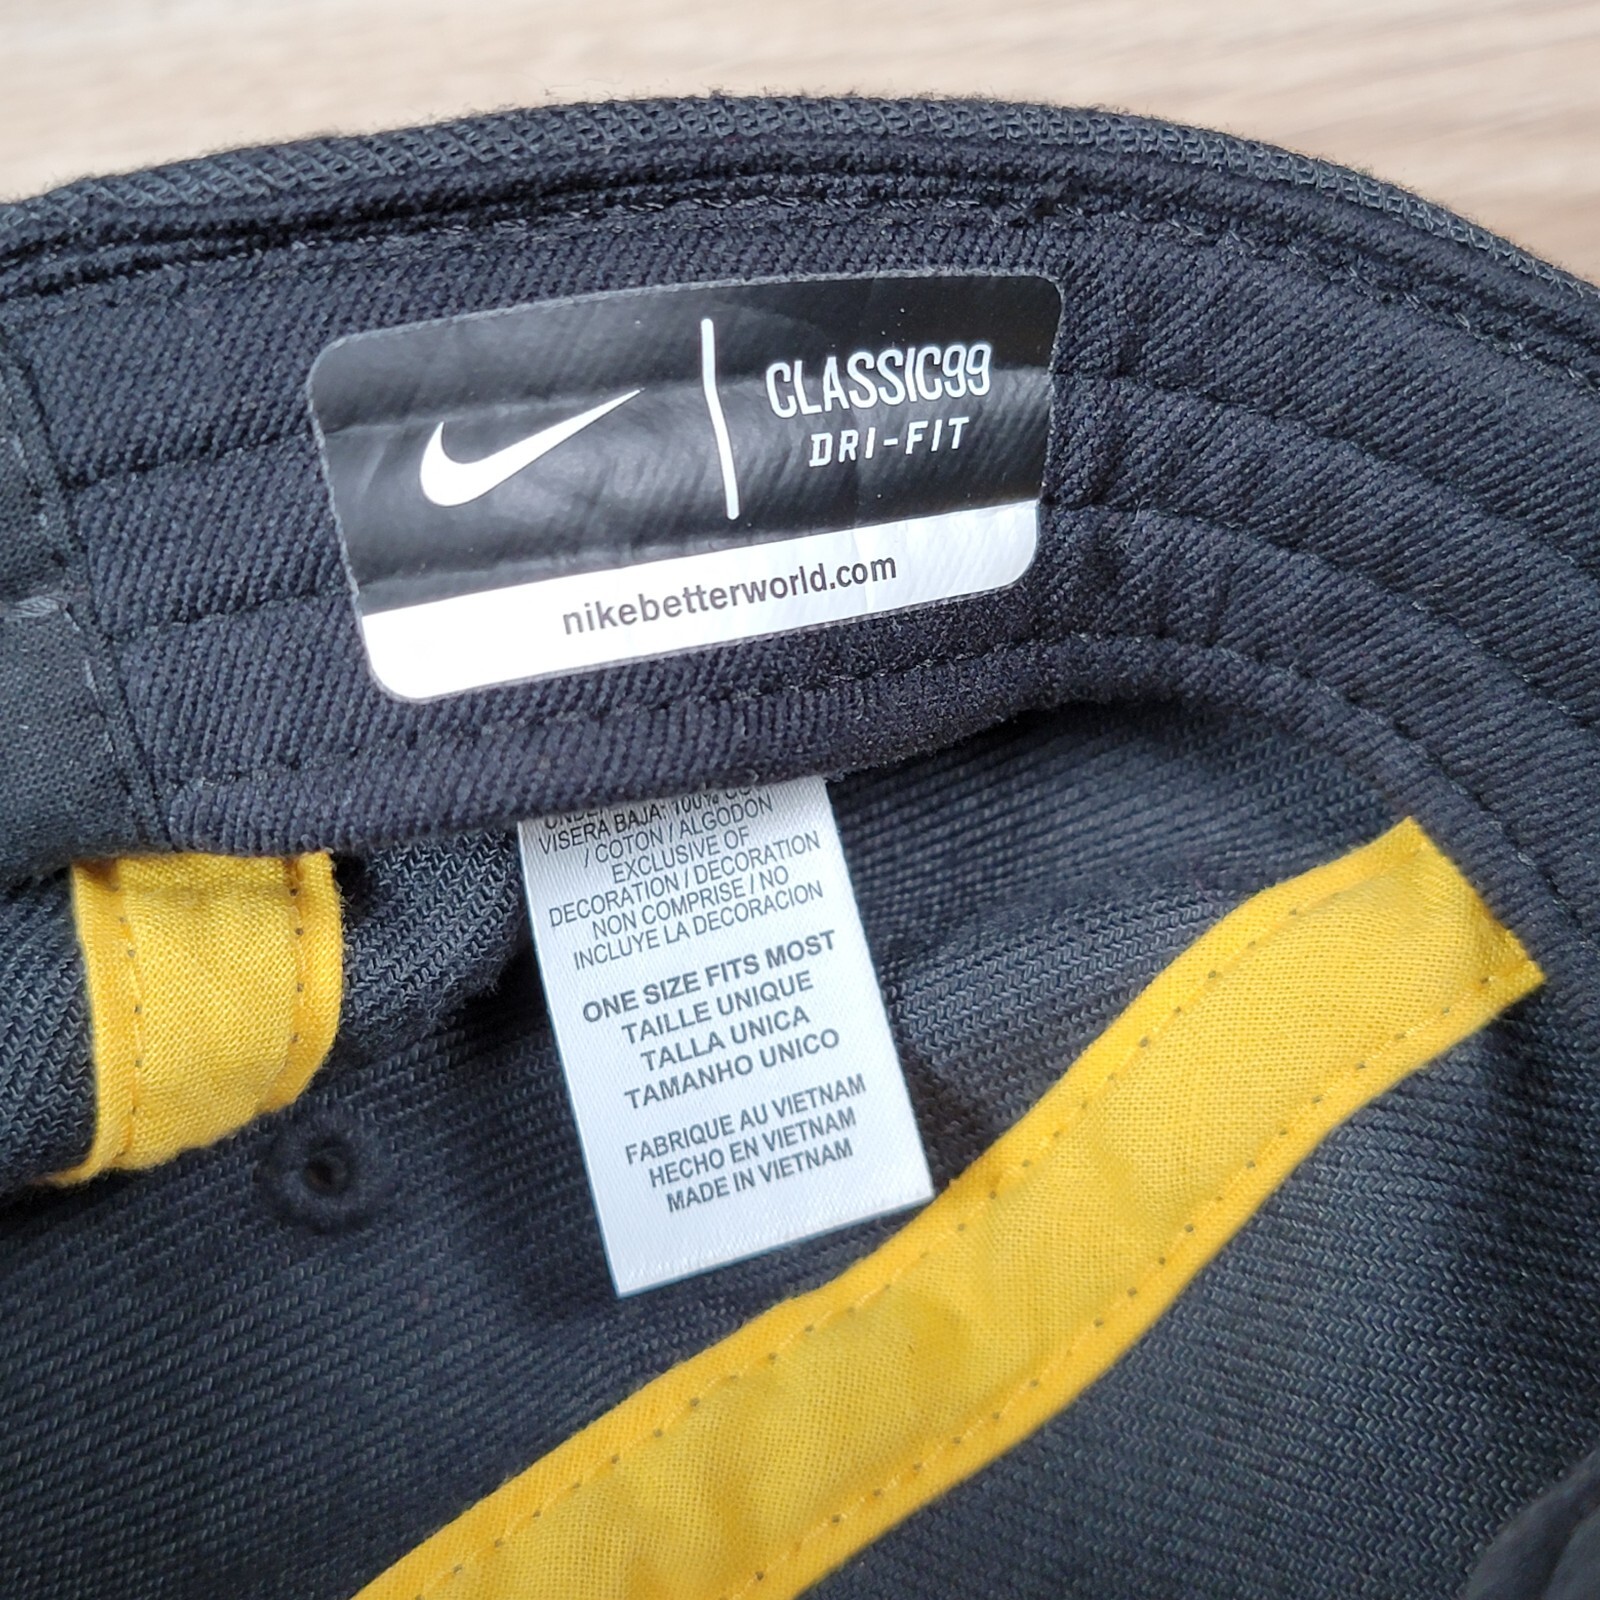 CLASSIC99
DRI-FIT
nikebetterworld.com
VISERA BAJA: 100%
/ COTON / ALGODON
EXCLUSIVE OF
DECORATION / DECORATION
NON COMPRISE / NO
INCLUYE LA DECORACION
ONE SIZE FITS MOST
TAILLE UNIQUE
TALLA UNICA
TAMANHO UNICO
FABRIQUE AU VIETNAM
HECHO EN VIETNAM
MADE IN VIETNAM